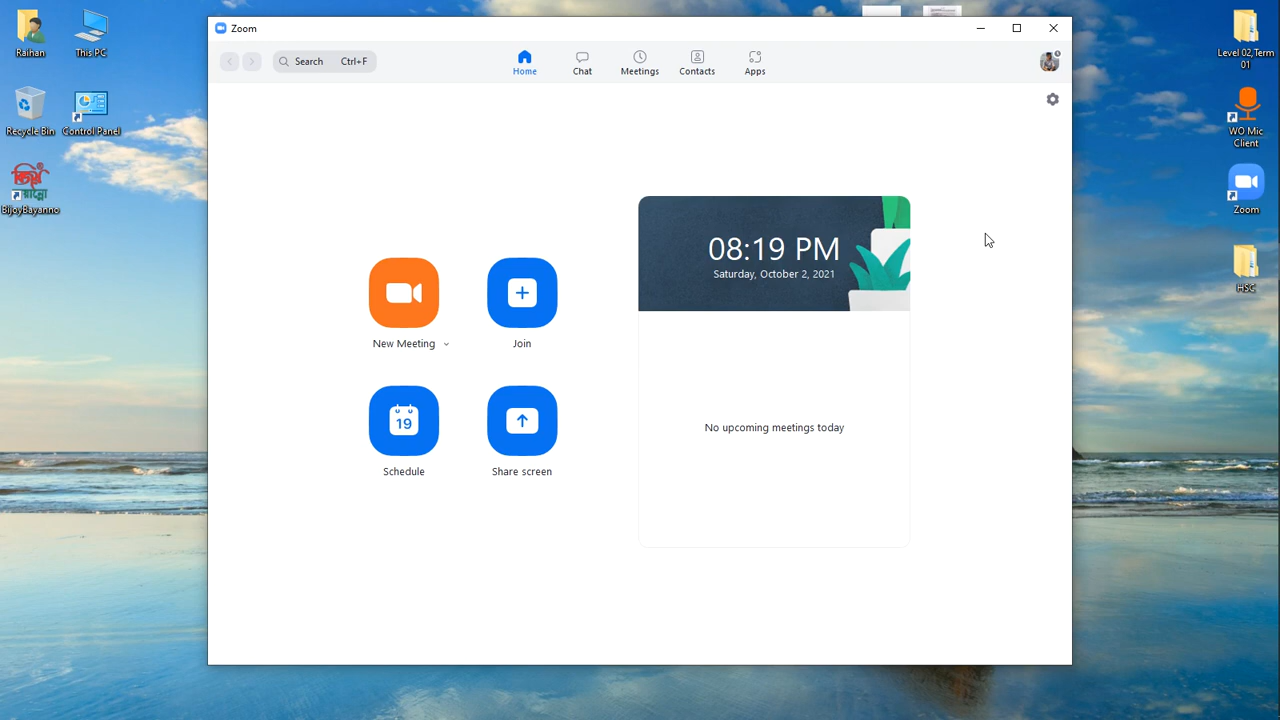 Raihan
This PC
Recycle Bin
Control Panel
বিজয়
বায়ান্নো
BijoyBayanno
Zoom
Search Ctrl+F
Home
Chat
Meetings
Contacts
Apps
New Meeting
Join
19
Schedule
Share screen
08:19 PM
Saturday, October 2, 2021
No upcoming meetings today
Level 02,Term
01
WO Mic
Client
Zoom
HSC